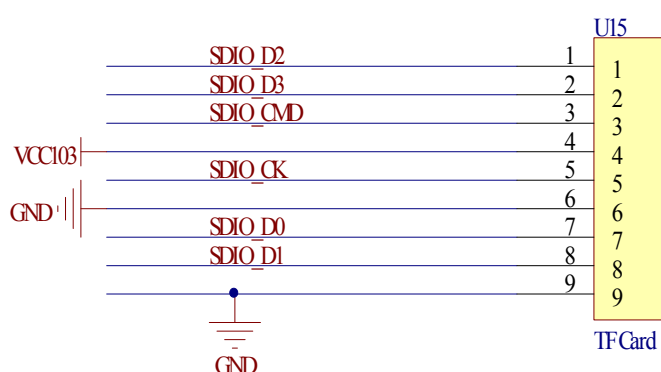 U15
SDIO_D2 1 1
SDIO_D3 2 2
SDIO_CMD 3 3
VCC103 4 4
SDIO_CK 5 5
GND 6 6
SDIO_D0 7 7
SDIO_D1 8 8
9 9
TFCard
GND